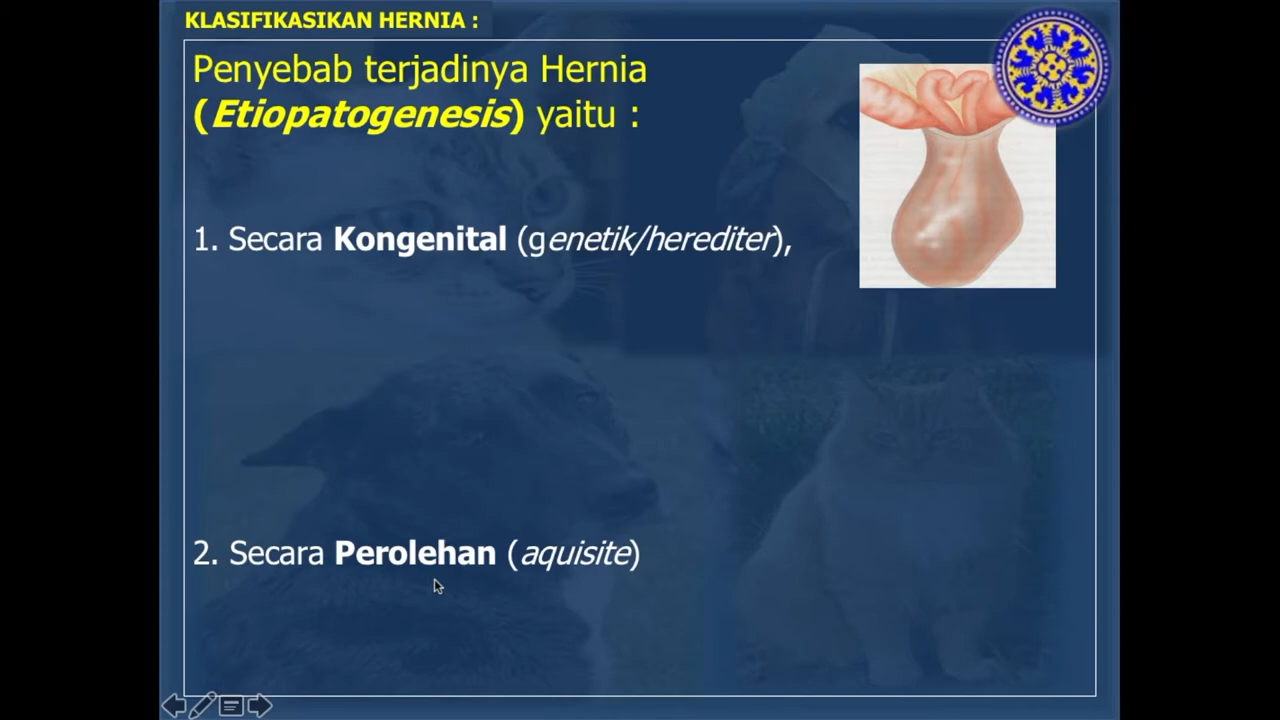 KLASIFIKASIKAN HERNIA :
Penyebab terjadinya Hernia
(Etiopatogenesis) yaitu :
1. Secara Kongenital (genetik/herediter),
2. Secara Perolehan (aquisite)